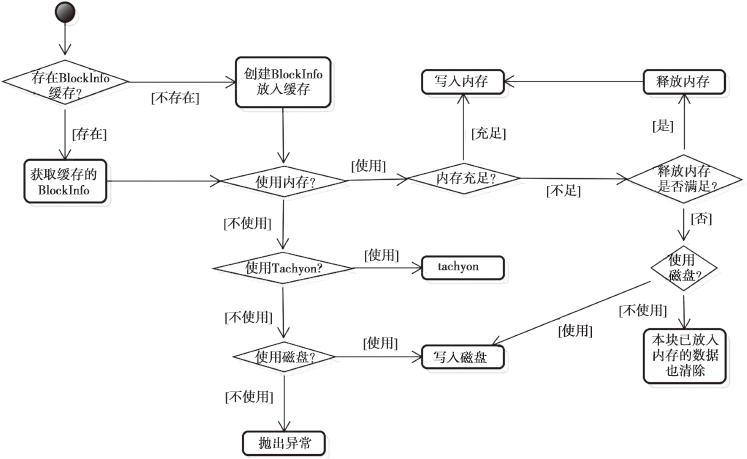 存在BlockInfo
缓存?
[不存在]
创建BlockInfo
放入缓存
[存在]
获取缓存的
BlockInfo
使用内存?
[使用]
内存充足?
[充足]
写入内存
释放内存
[是]
[不足]
释放内存
是否满足?
[否]
使用
磁盘?
[不使用]
使用Tachyon?
[使用]
tachyon
[不使用]
[使用]
[不使用]
本块已放入
内存的数据
也清除
使用磁盘?
[使用]
写入磁盘
[不使用]
抛出异常